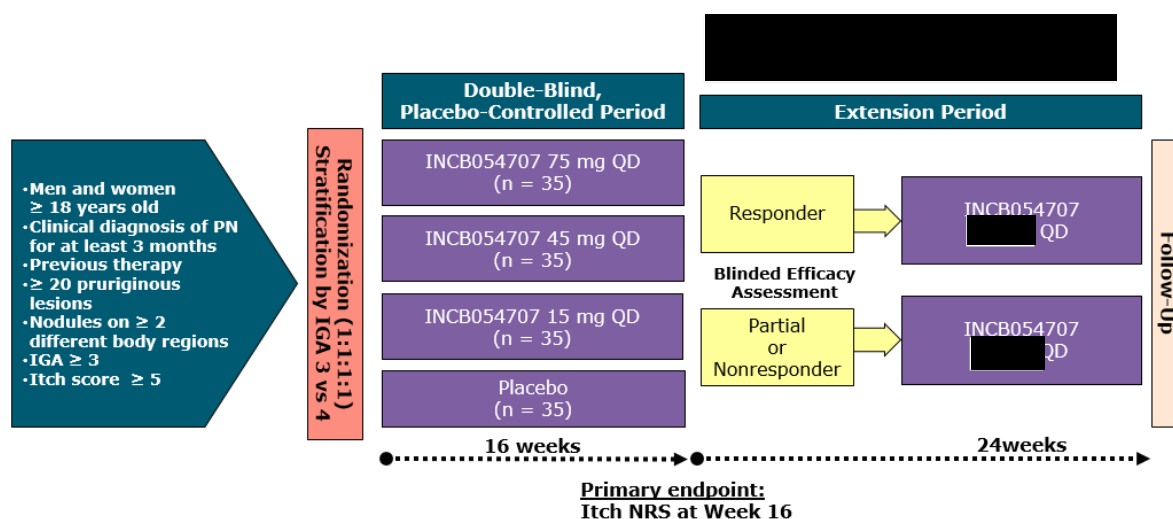 Double-Blind,
Placebo-Controlled Period
Extension Period
•Men and women
≥ 18 years old
•Clinical diagnosis of PN
for at least 3 months
•Previous therapy
•≥ 20 pruriginous
lesions
•Nodules on ≥ 2
different body regions
•IGA ≥ 3
•Itch score ≥ 5
Randomization (1:1:1:1)
Stratification by IGA 3 vs 4
INCB054707 75 mg QD
(n = 35)
INCB054707 45 mg QD
(n = 35)
INCB054707 15 mg QD
(n = 35)
Placebo
(n = 35)
Responder
INCB054707
QD
Blinded Efficacy
Assessment
Partial
or
Nonresponder
INCB054707
QD
Follow-Up
16 weeks
24weeks
Primary endpoint:
Itch NRS at Week 16